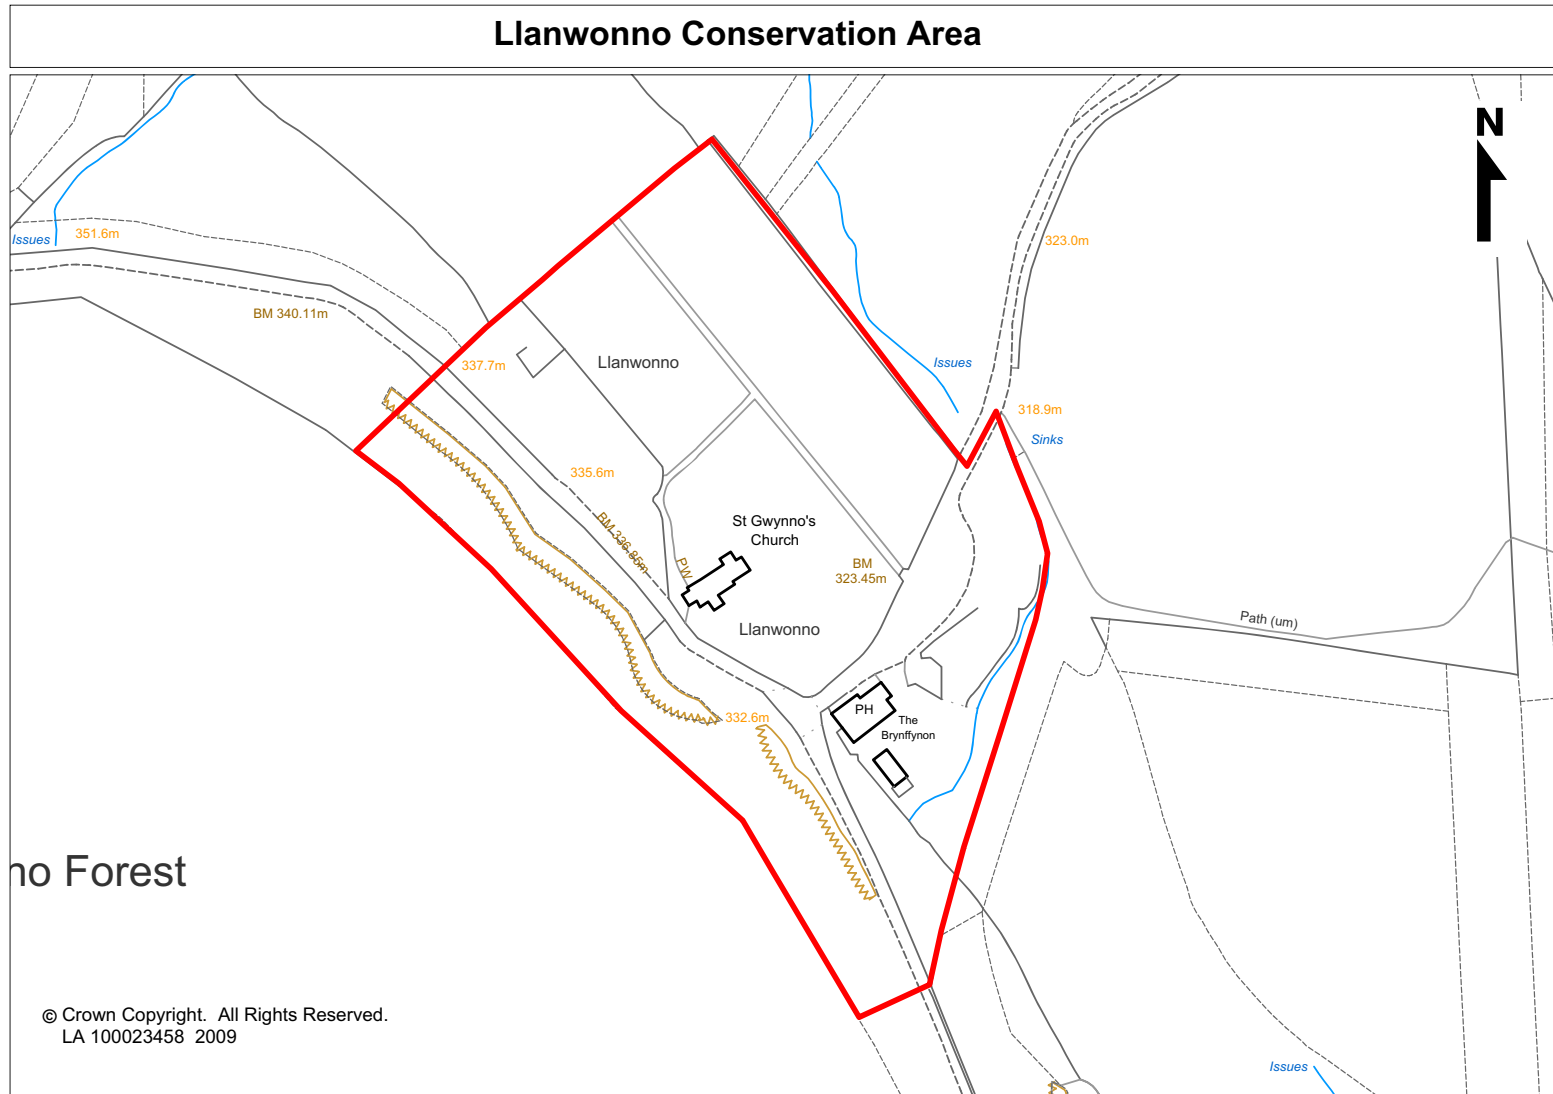 Llanwonno Conservation Area
N
Issues
351.6m
323.0m
BM 340.11m
337.7m
Llanwonno
Issues
318.9m
Sinks
335.6m
BM 336.85m
St Gwynno's
Church
PW
BM
323.45m
Llanwonno
Path (um)
PH
The
Brynffynon
332.6m
no Forest
© Crown Copyright. All Rights Reserved.
LA 100023458 2009
Issues